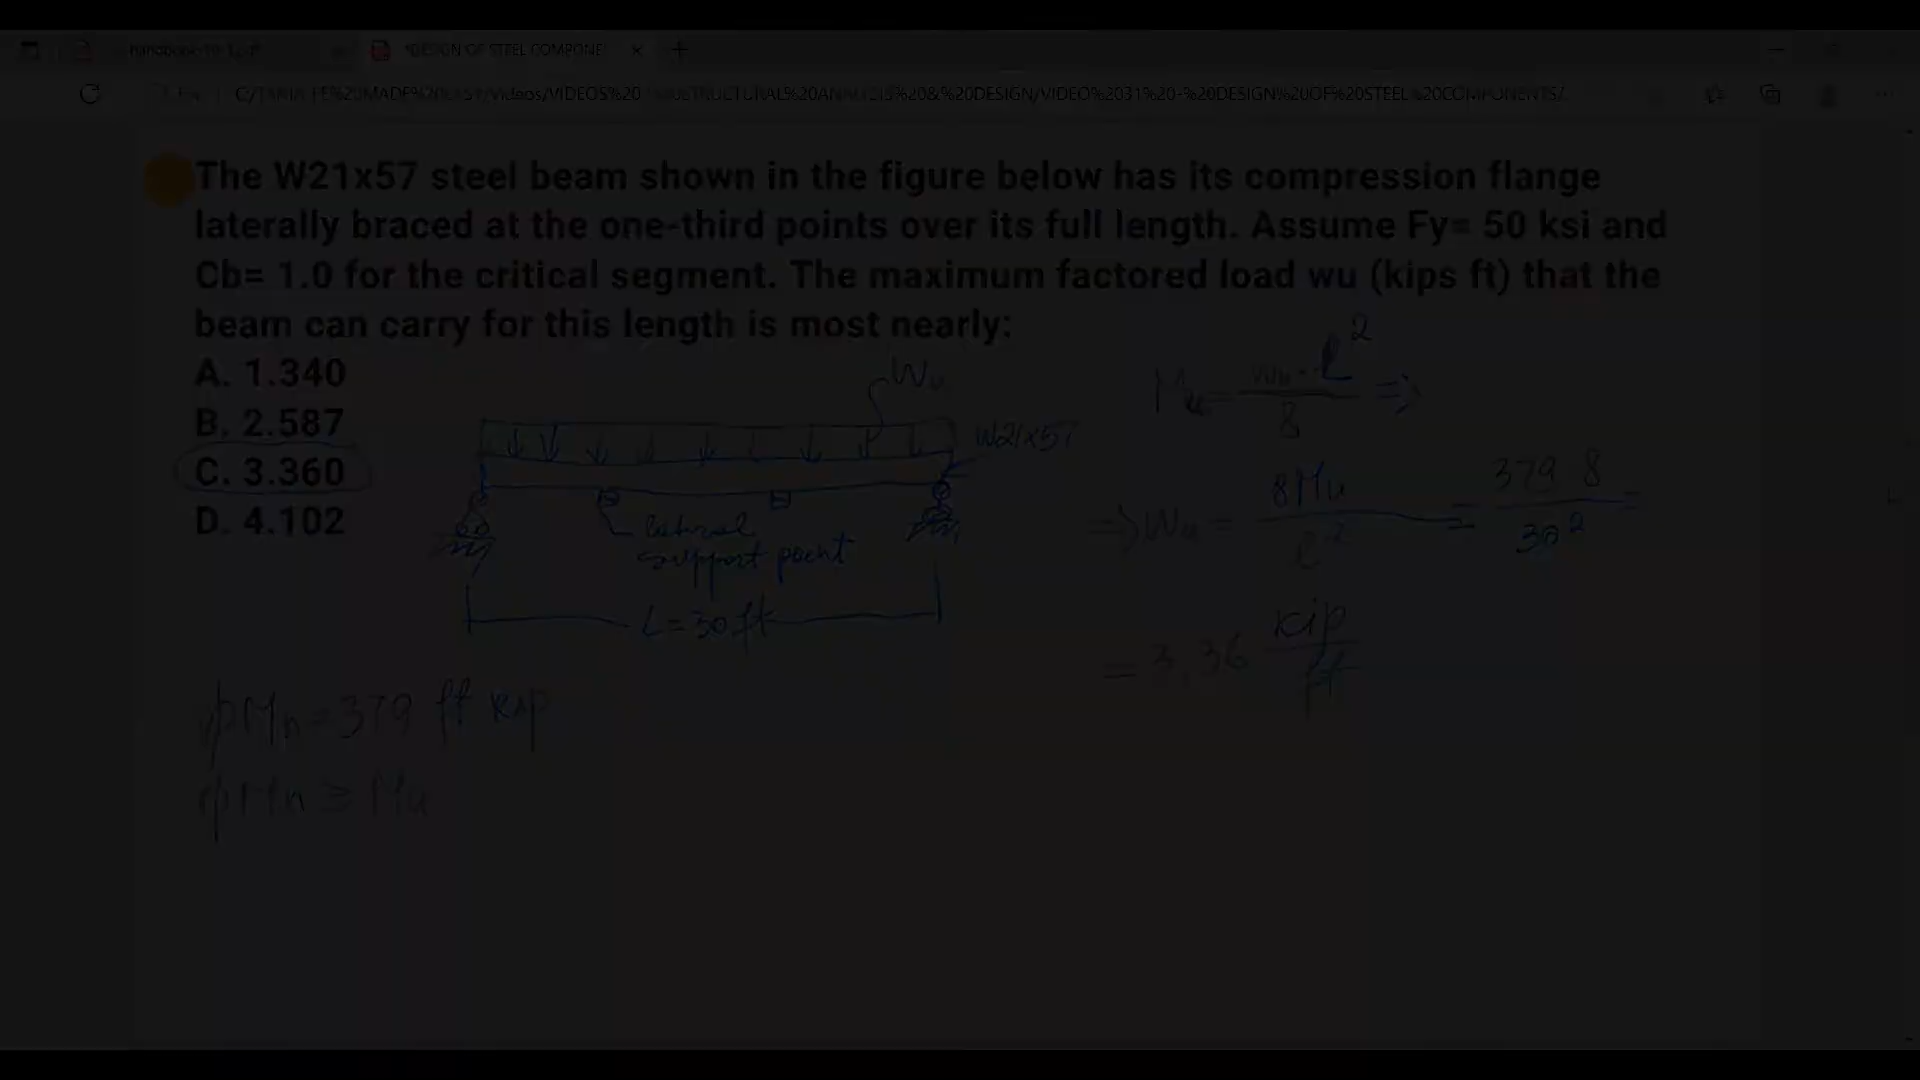 *DESIGN OF STEEL COMPONE
The W21x57 steel beam shown in the figure below has its compression flange
laterally braced at the one-third points over its full length. Assume Fy= 50 ksi and
Cb= 1.0 for the critical segment. The maximum factored load wu (kips ft) that the
beam can carry for this length is most nearly:
A. 1.340
B. 2.587
C. 3.360
D. 4.102
Wu
W21x57
lateral
support point
L = 30 ft
ϕMn = 379 ft kip
ϕMn ≥ Mu
Mu = Wu · l² / 8 ⇒
⇒ Wu = 8Mu / l² = 379 8 / 30² =
= 3,36 kip / ft